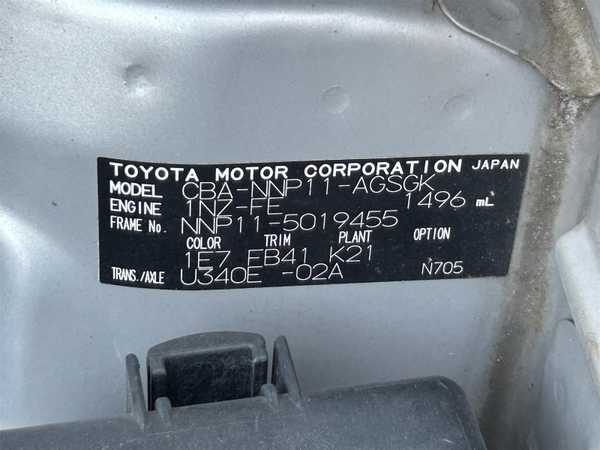 TOYOTA MOTOR CORPORATION JAPAN
MODEL CBA-NNP11-AGSGK
ENGINE 1NZ-FE 1496 mL
FRAME No. NNP11-5019455
COLOR TRIM PLANT OPTION
1E7 FB41 K21
TRANS./AXLE U340E -02A N705